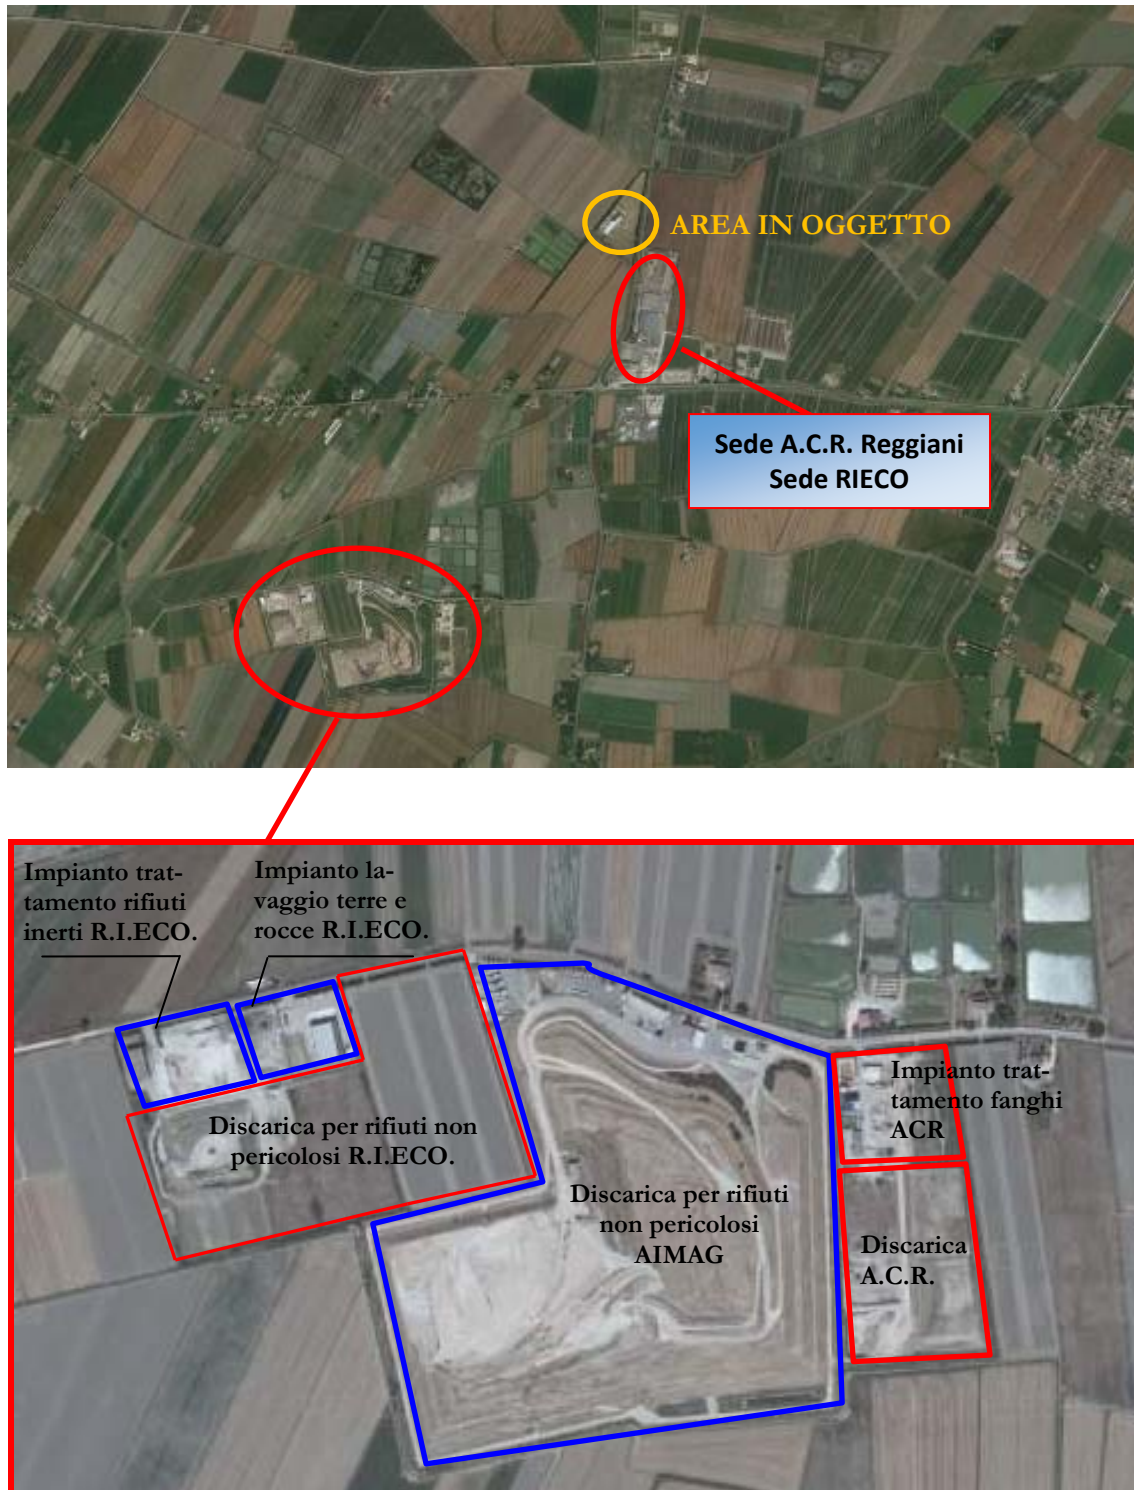 AREA IN OGGETTO
Sede A.C.R. Reggiani
Sede RIECO
Impianto trat-
tamento rifiuti
inerti R.I.ECO.
Impianto la-
vaggio terre e
rocce R.I.ECO.
Discarica per rifiuti non
pericolosi R.I.ECO.
Discarica per rifiuti
non pericolosi
AIMAG
Impianto trat-
tamento fanghi
ACR
Discarica
A.C.R.